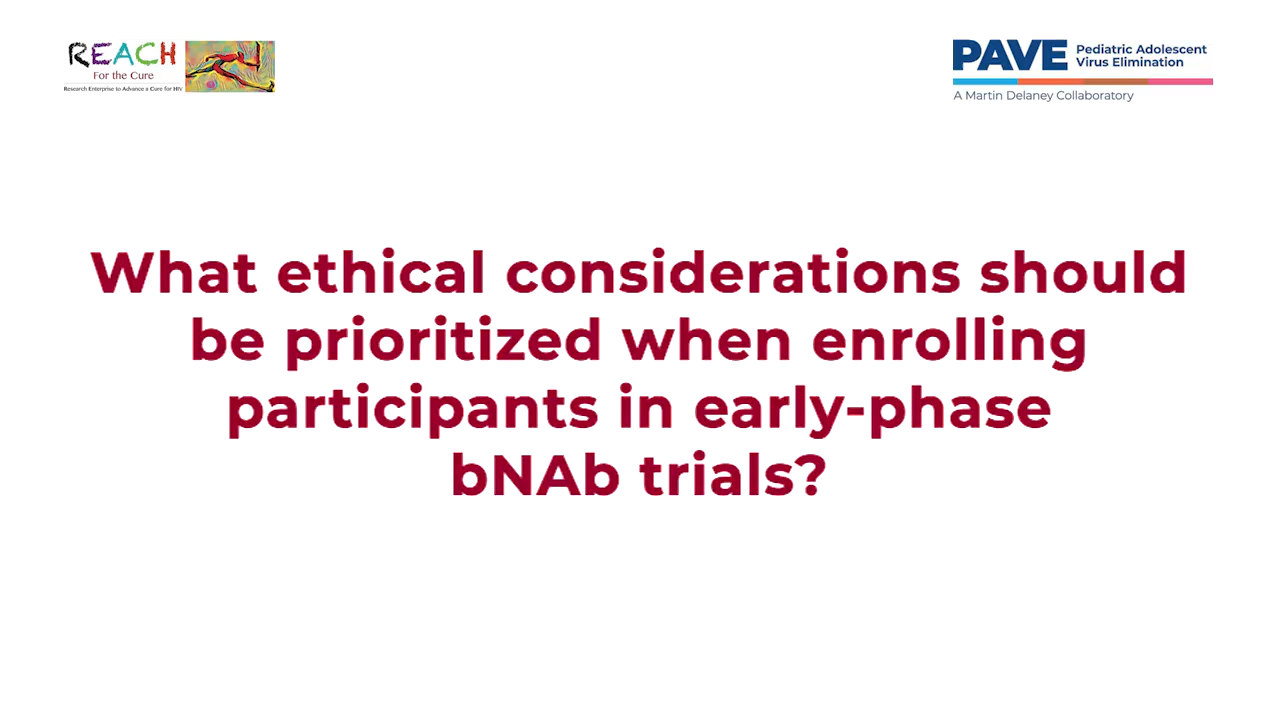 REACH
For the Cure
Research Enterprise to Advance a Cure for HIV
PAVE Pediatric Adolescent
Virus Elimination
A Martin Delaney Collaboratory
What ethical considerations should
be prioritized when enrolling
participants in early-phase
bNAb trials?